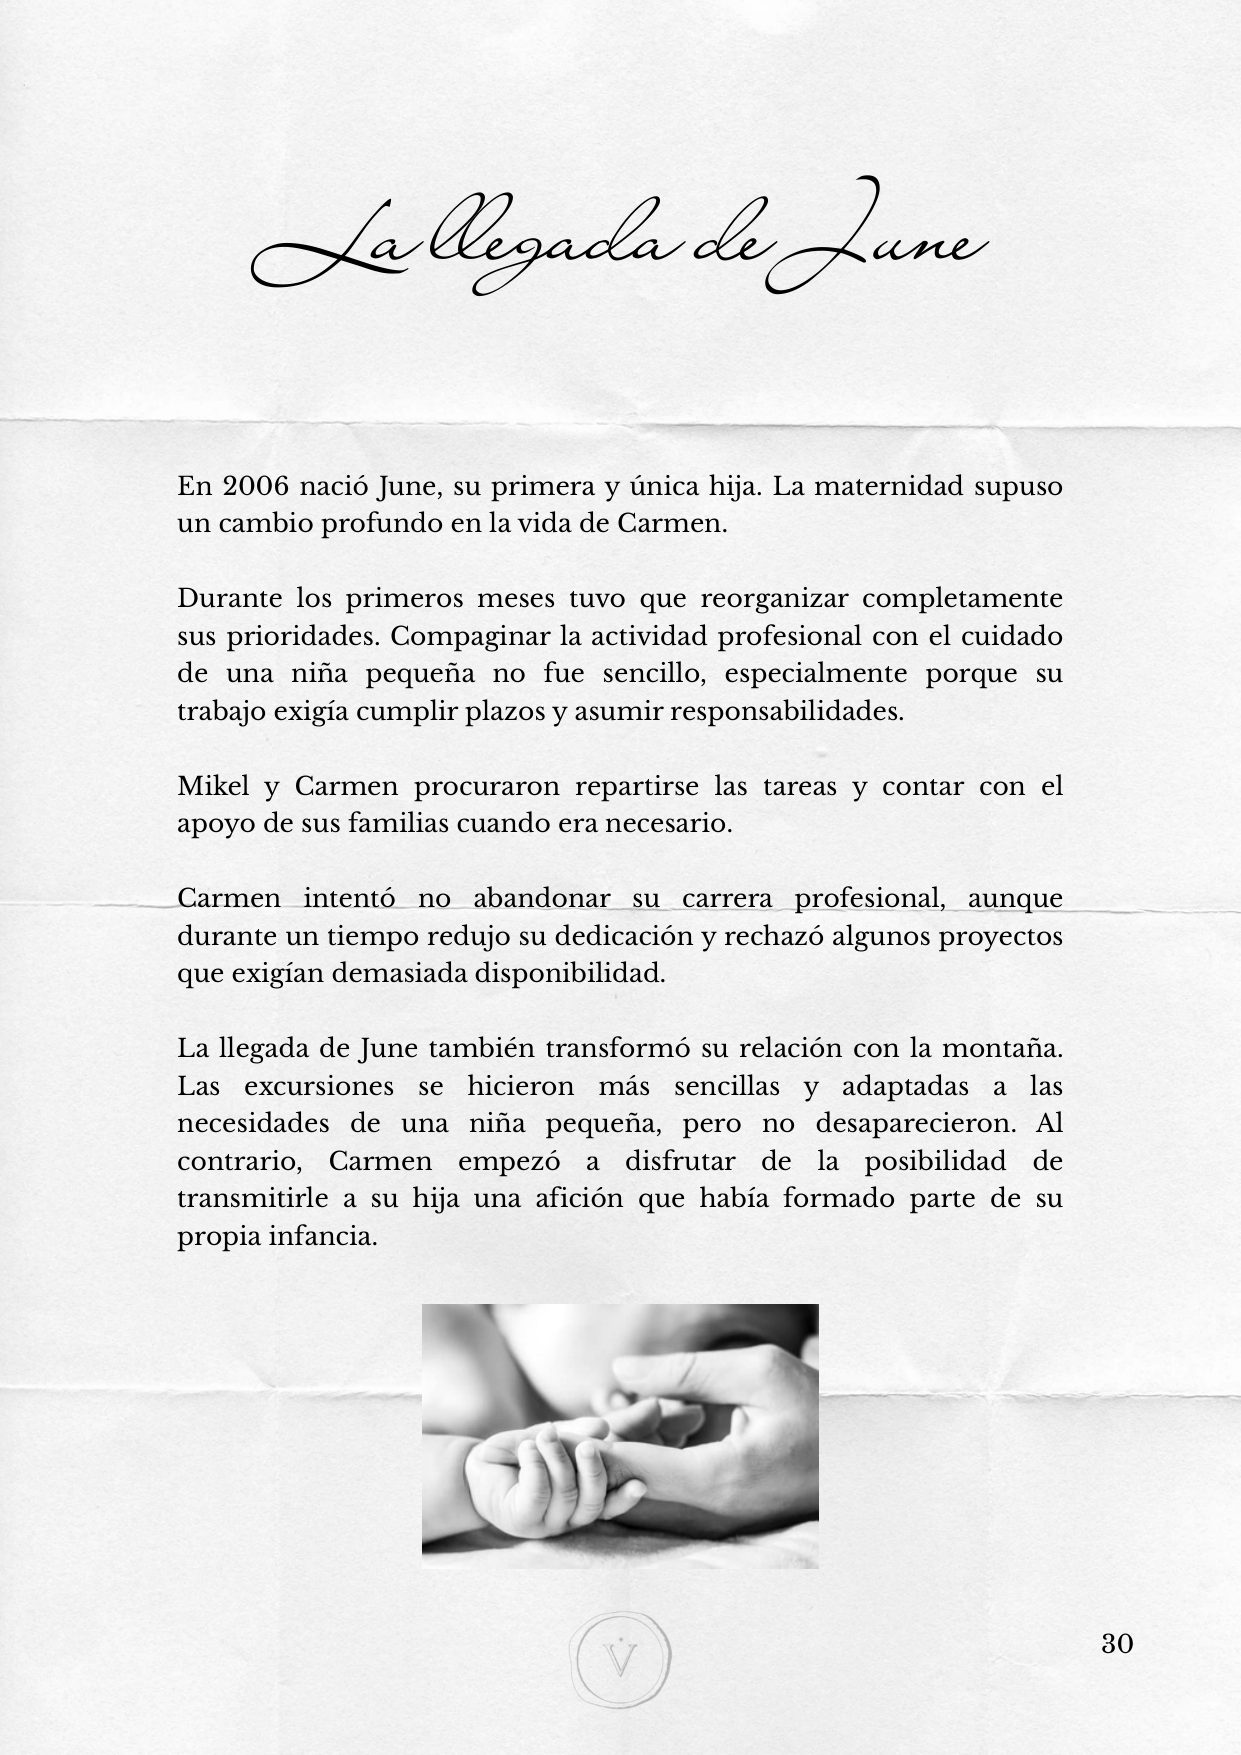 La llegada de June
En 2006 nació June, su primera y única hija. La maternidad supuso
un cambio profundo en la vida de Carmen.
Durante los primeros meses tuvo que reorganizar completamente
sus prioridades. Compaginar la actividad profesional con el cuidado
de una niña pequeña no fue sencillo, especialmente porque su
trabajo exigía cumplir plazos y asumir responsabilidades.
Mikel y Carmen procuraron repartirse las tareas y contar con el
apoyo de sus familias cuando era necesario.
Carmen intentó no abandonar su carrera profesional, aunque
durante un tiempo redujo su dedicación y rechazó algunos proyectos
que exigían demasiada disponibilidad.
La llegada de June también transformó su relación con la montaña.
Las excursiones se hicieron más sencillas y adaptadas a las
necesidades de una niña pequeña, pero no desaparecieron. Al
contrario, Carmen empezó a disfrutar de la posibilidad de
transmitirle a su hija una afición que había formado parte de su
propia infancia.
V
30